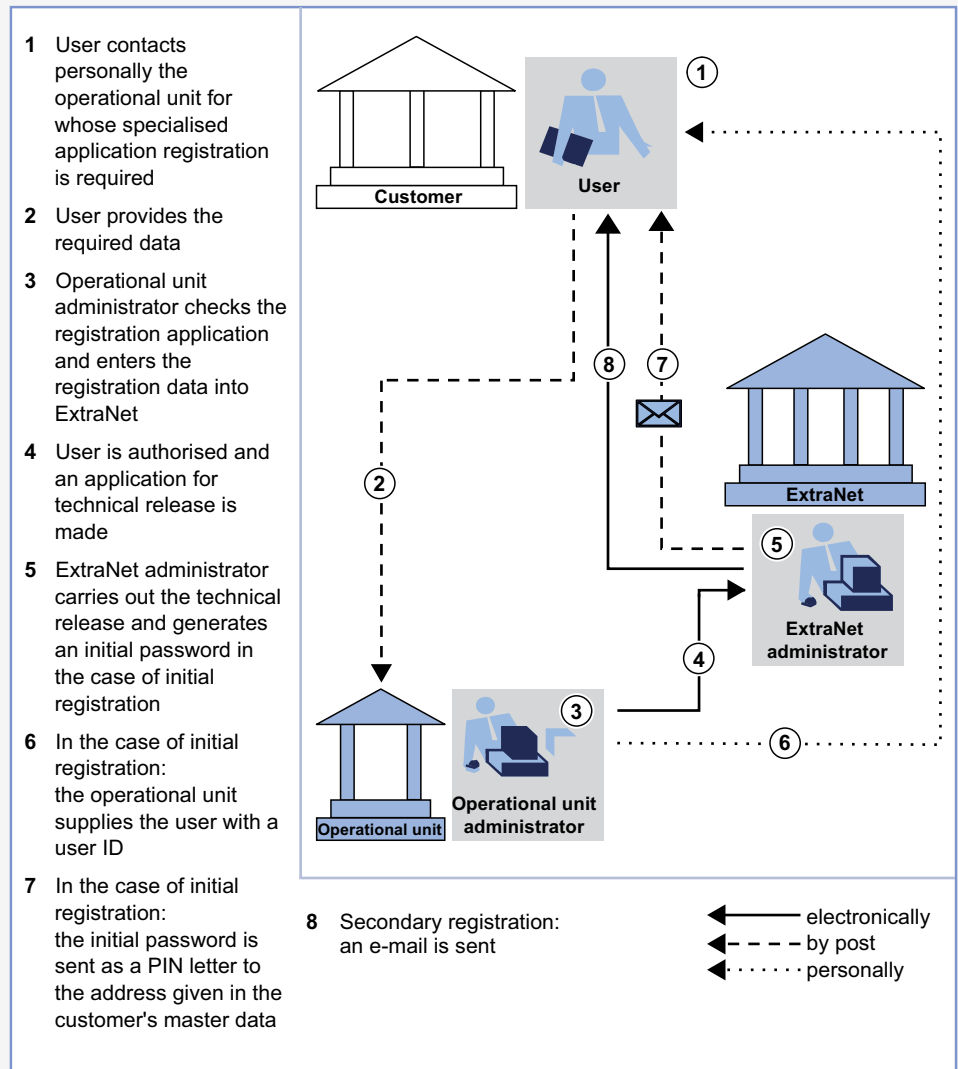 1 User contacts
personally the
operational unit for
whose specialised
application registration
is required
2 User provides the
required data
3 Operational unit
administrator checks the
registration application
and enters the
registration data into
ExtraNet
4 User is authorised and
an application for
technical release is
made
5 ExtraNet administrator
carries out the technical
release and generates
an initial password in
the case of initial
registration
6 In the case of initial
registration:
the operational unit
supplies the user with a
user ID
7 In the case of initial
registration:
the initial password is
sent as a PIN letter to
the address given in the
customer's master data
1
Customer
User
8
7
2
ExtraNet
5
ExtraNet
administrator
4
3
6
Operational unit
Operational unit
administrator
8 Secondary registration:
an e-mail is sent
electronically
by post
personally